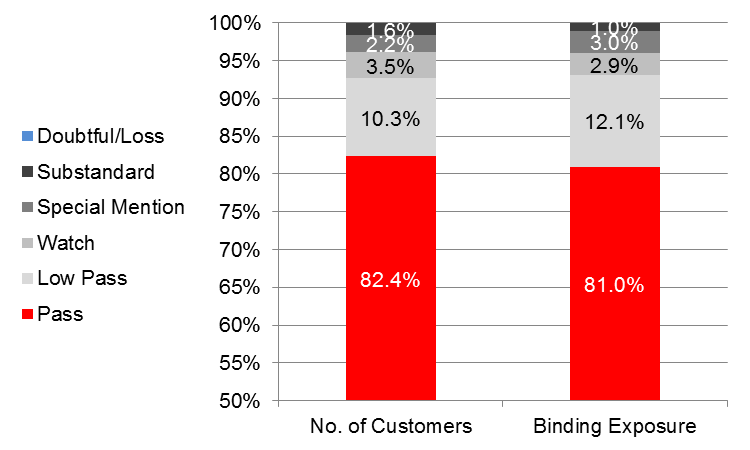 100%
95%
90%
85%
80%
75%
70%
65%
60%
55%
50%
Doubtful/Loss
Substandard
Special Mention
Watch
Low Pass
Pass
1.6%
2.2%
3.5%
10.3%
82.4%
1.0%
3.0%
2.9%
12.1%
81.0%
No. of Customers
Binding Exposure